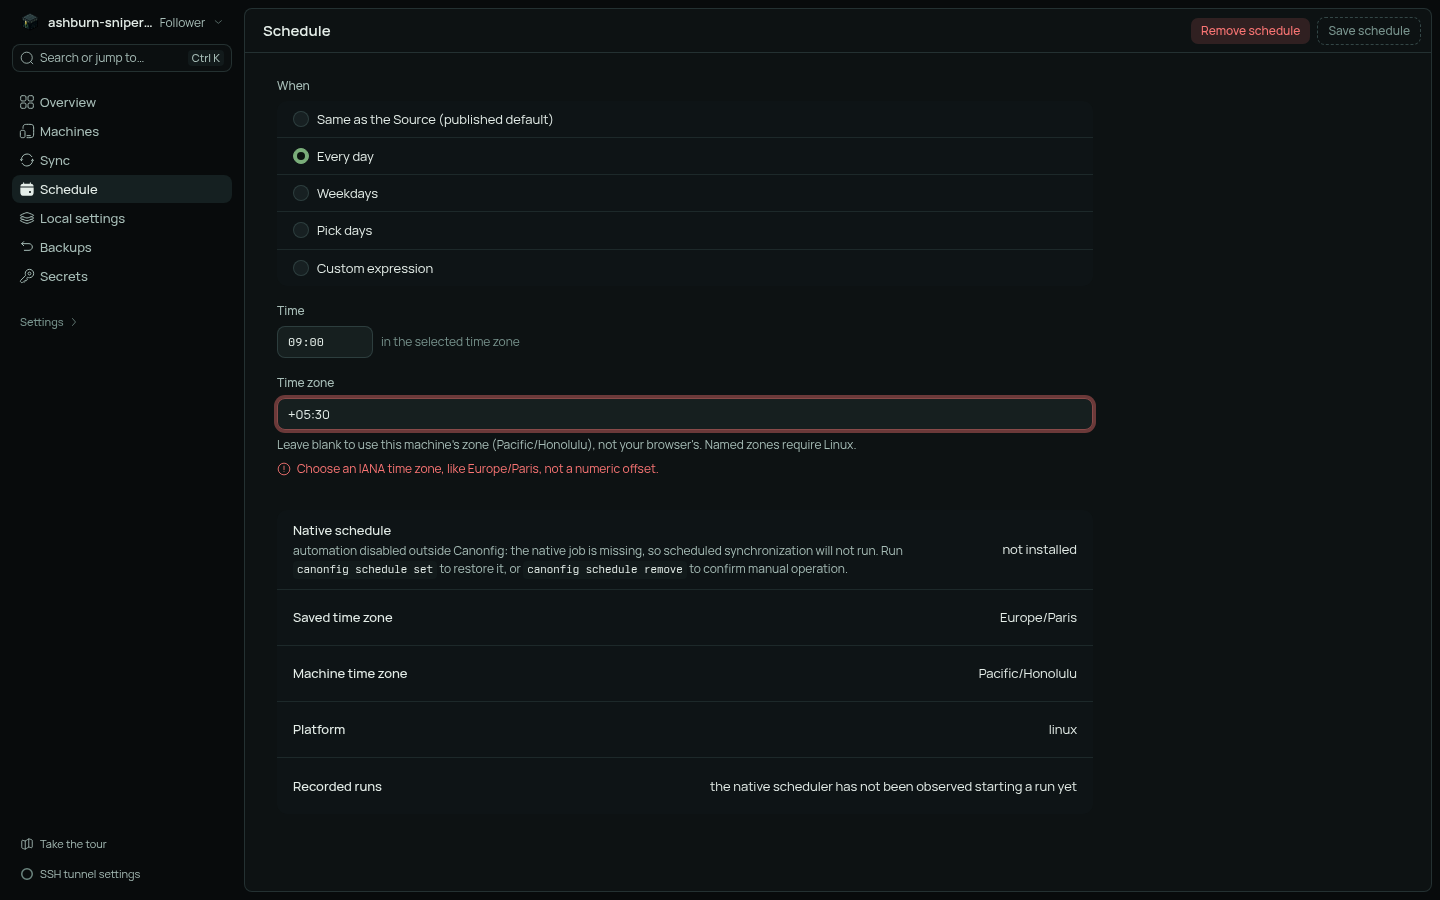 ashburn-sniper... Follower
Search or jump to... Ctrl K
Overview
Machines
Sync
Schedule
Local settings
Backups
Secrets
Settings
Take the tour
SSH tunnel settings
Schedule
Remove schedule
Save schedule
When
Same as the Source (published default)
Every day
Weekdays
Pick days
Custom expression
Time
09:00 in the selected time zone
Time zone
+05:30
Leave blank to use this machine's zone (Pacific/Honolulu), not your browser's. Named zones require Linux.
Choose an IANA time zone, like Europe/Paris, not a numeric offset.
Native schedule
automation disabled outside Canonfig: the native job is missing, so scheduled synchronization will not run. Run
canonfig schedule set to restore it, or canonfig schedule remove to confirm manual operation.
not installed
Saved time zone Europe/Paris
Machine time zone Pacific/Honolulu
Platform linux
Recorded runs the native scheduler has not been observed starting a run yet